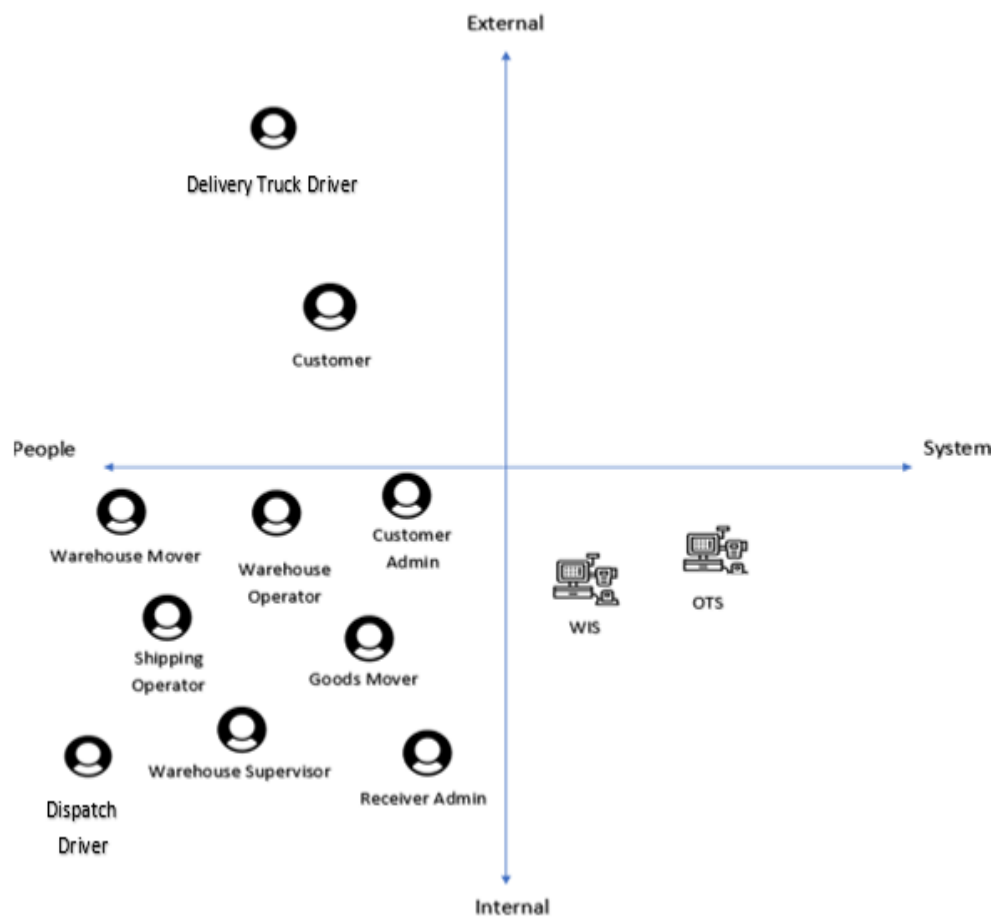 External
Delivery Truck Driver
Customer
People
System
Customer
Admin
Warehouse Mover
Warehouse
Operator
OTS
WIS
Shipping
Operator
Goods Mover
Warehouse Supervisor
Receiver Admin
Dispatch
Driver
Internal